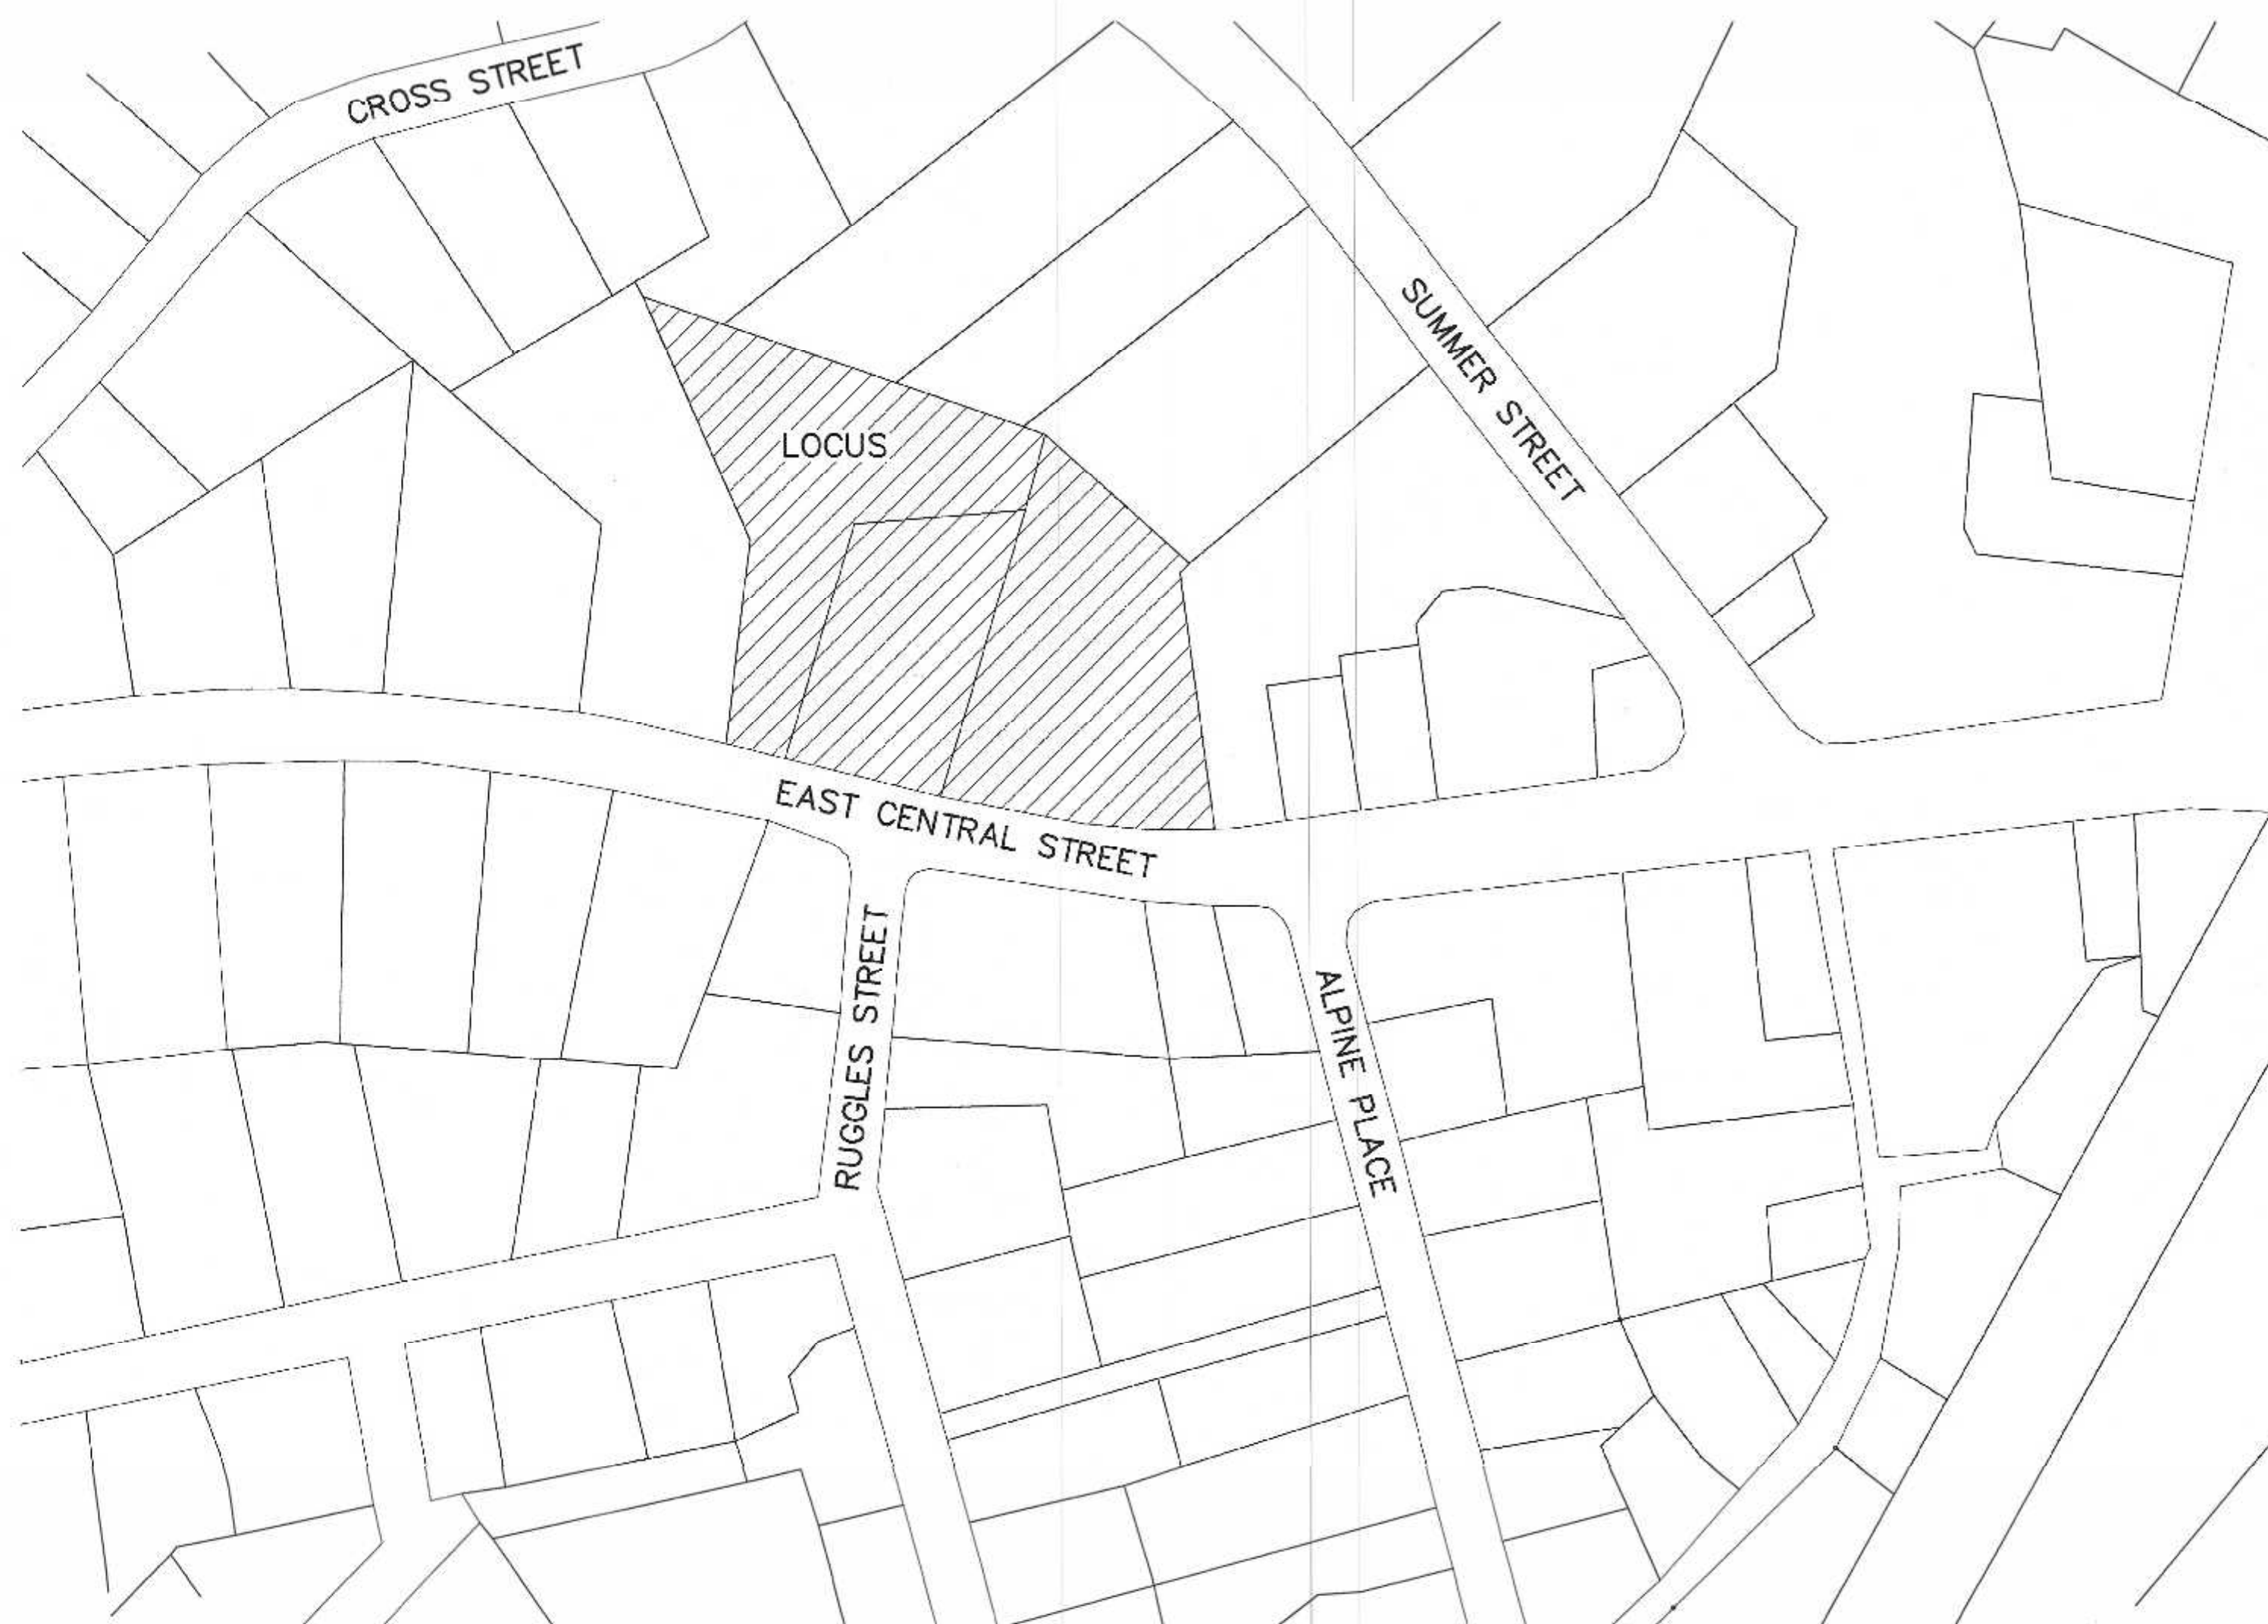 CROSS STREET
SUMMER STREET
LOCUS
EAST CENTRAL STREET
RUGGLES STREET
ALPINE PLACE